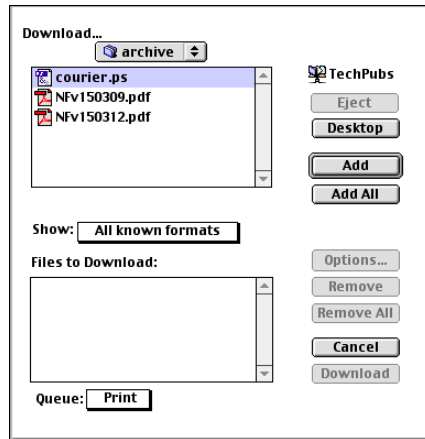 Download...
archive
courier.ps
NFv150309.pdf
NFv150312.pdf
TechPubs
Eject
Desktop
Add
Add All
Show: All known formats
Files to Download:
Options...
Remove
Remove All
Cancel
Download
Queue: Print